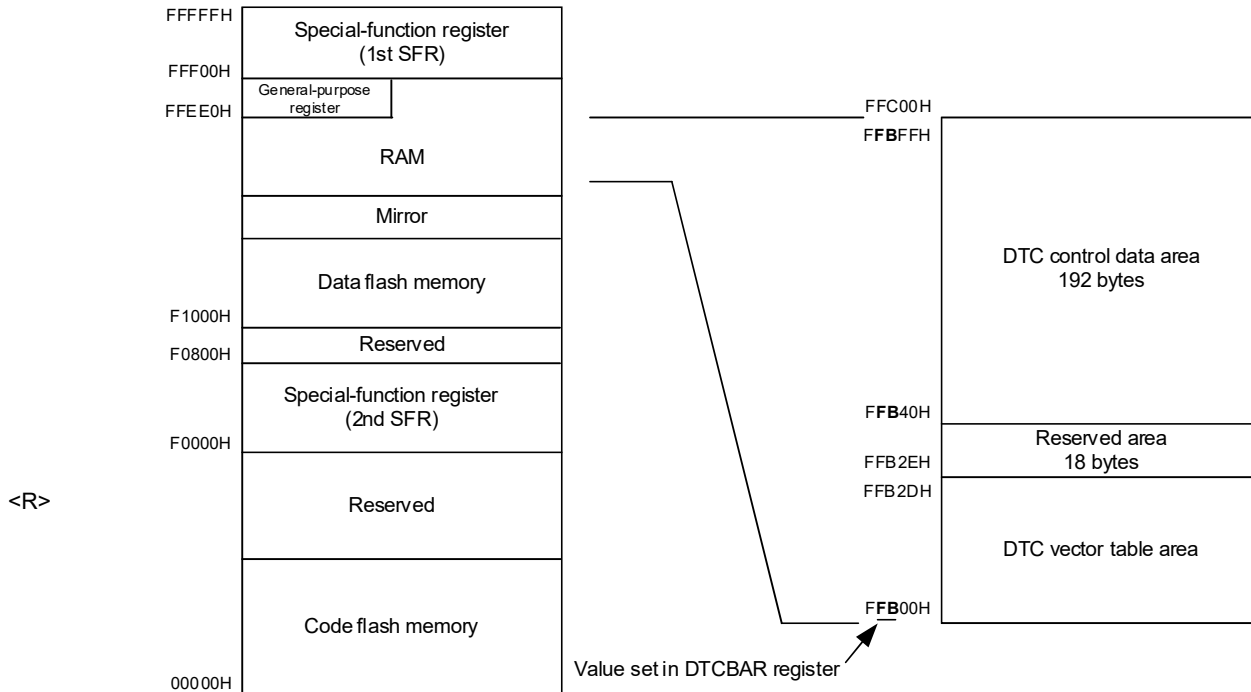 FFFFFH
Special-function register
(1st SFR)
FFF00H
General-purpose
register
FFEE0H
RAM
Mirror
Data flash memory
F1000H
Reserved
F0800H
Special-function register
(2nd SFR)
F0000H
<R>
Reserved
Code flash memory
00000H
FFC00H
FFBFFH
DTC control data area
192 bytes
FFB40H
Reserved area
18 bytes
FFB2EH
FFB2DH
DTC vector table area
FFB00H
Value set in DTCBAR register